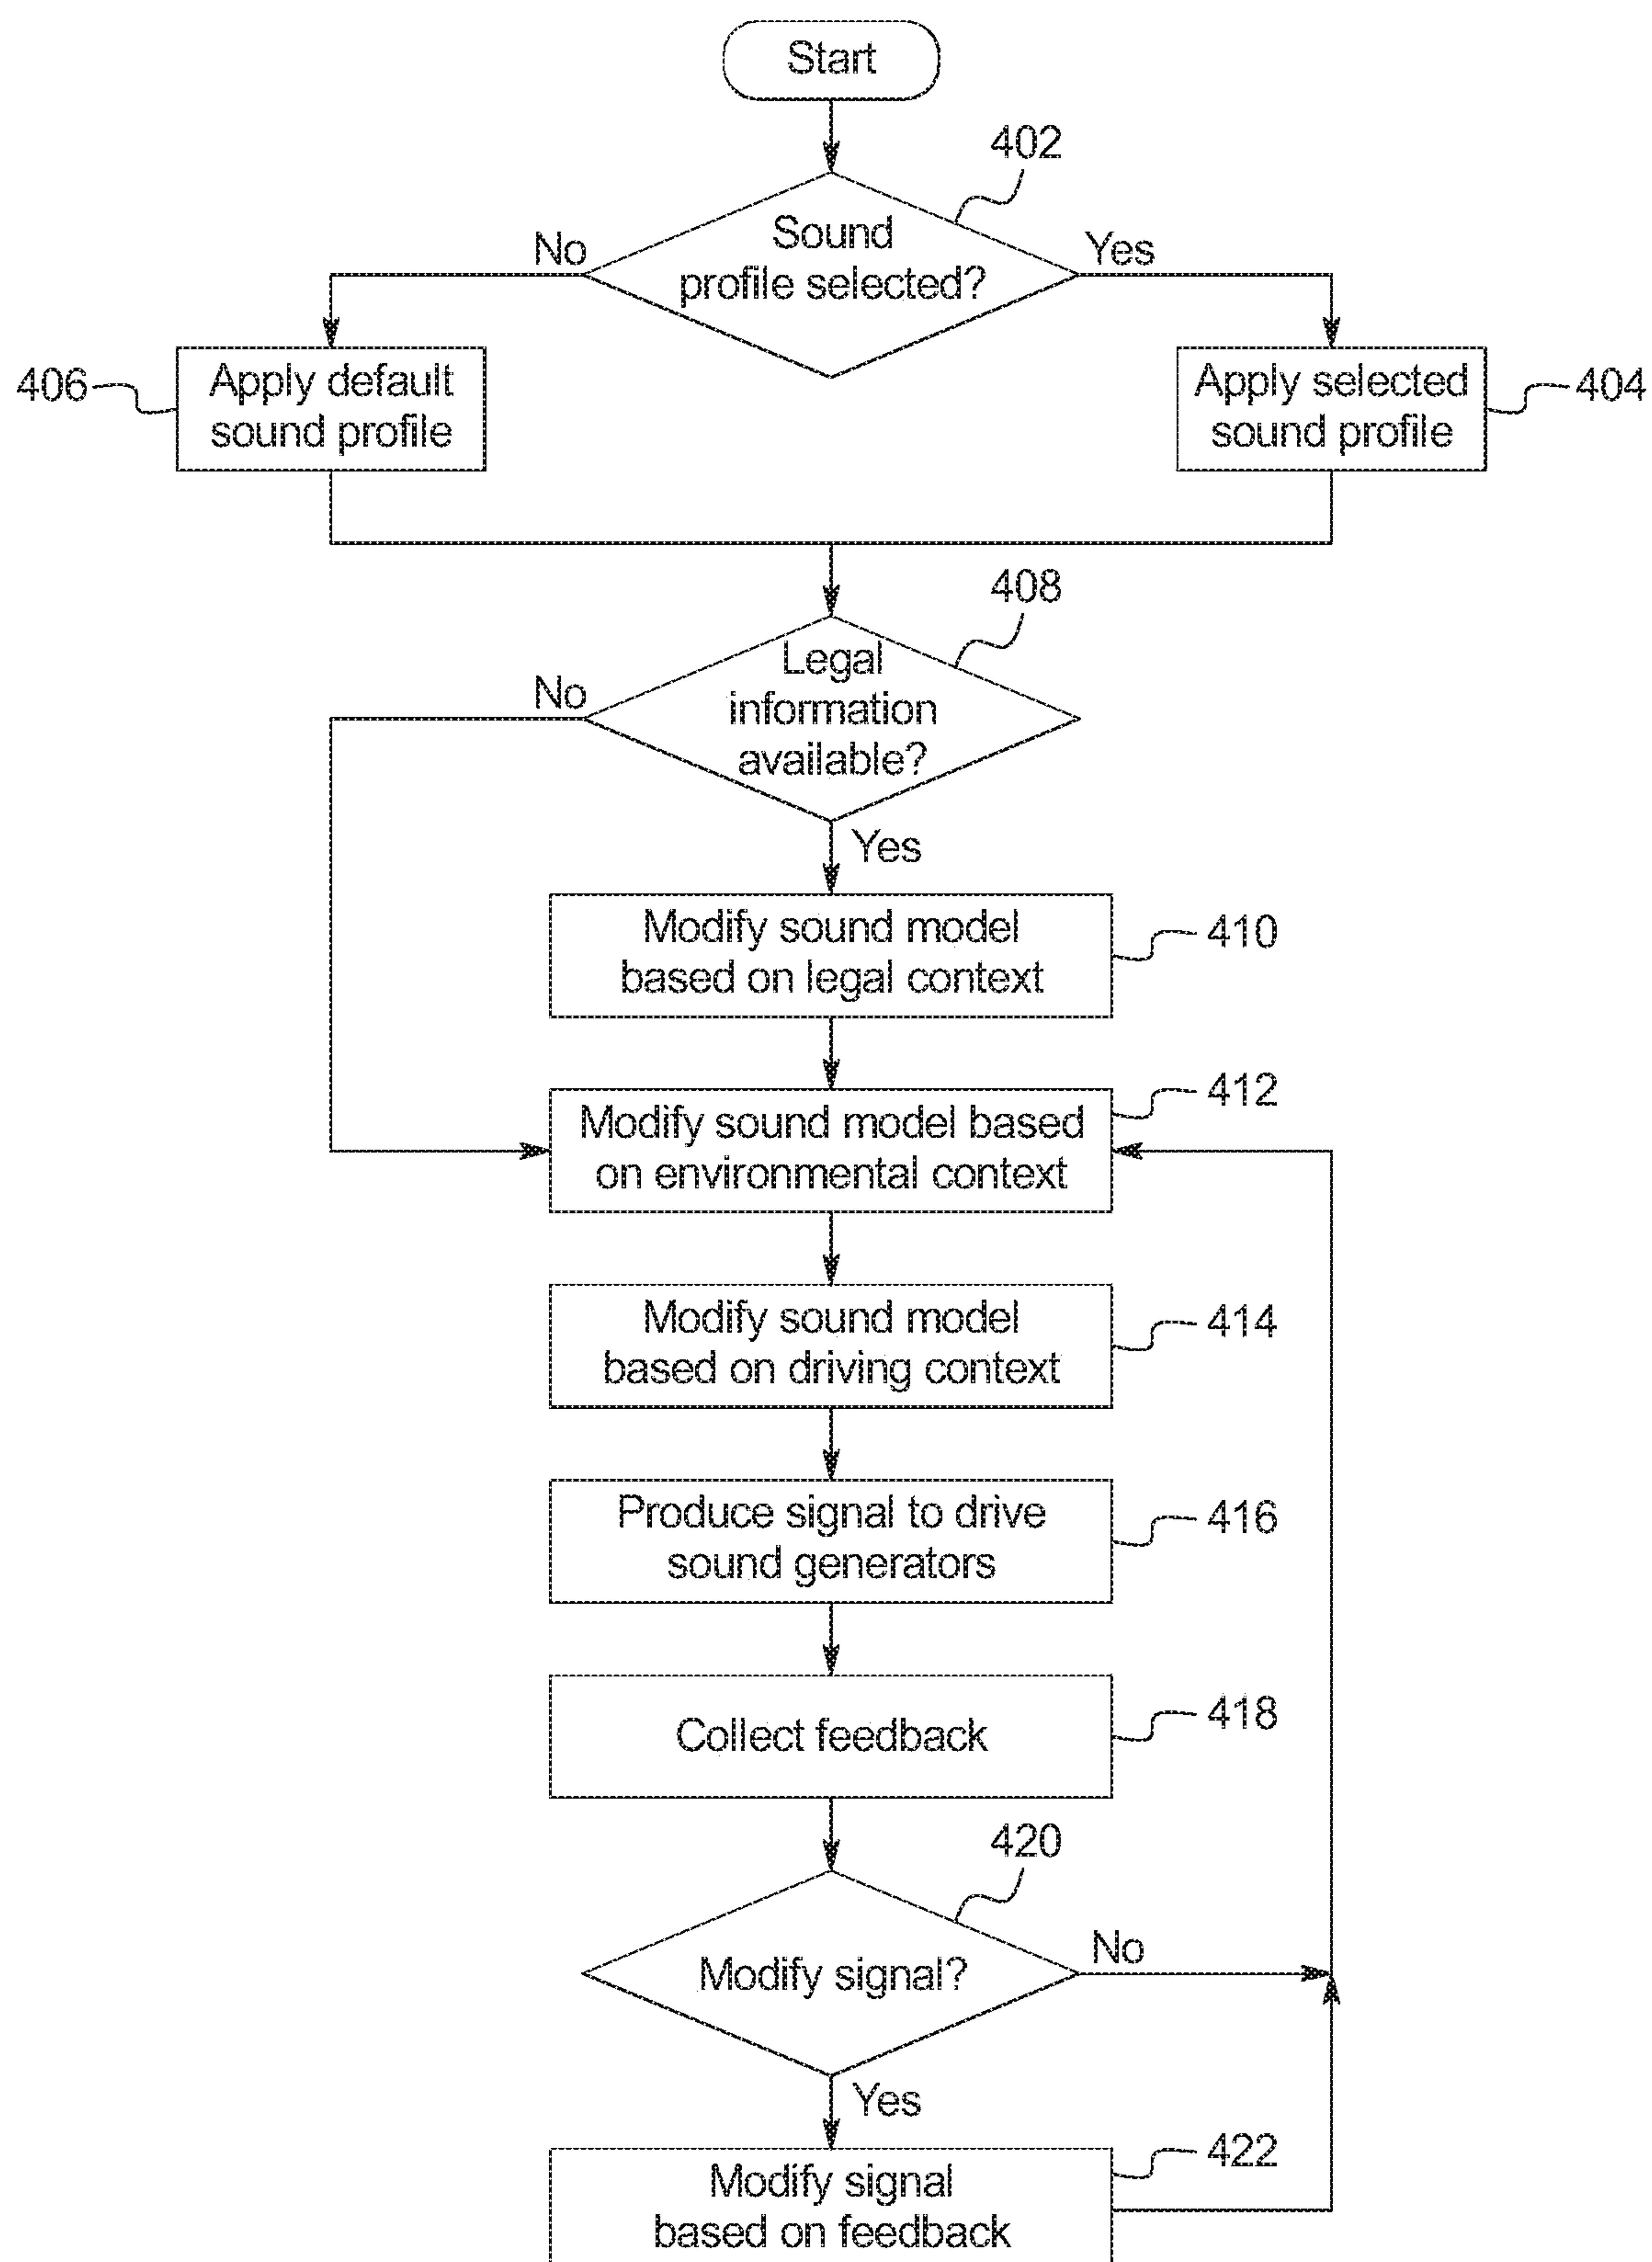 Start
402
Sound
profile selected?
No
Yes
406
Apply default
sound profile
Apply selected
sound profile
404
408
Legal
information
available?
No
Yes
Modify sound model
based on legal context
410
412
Modify sound model based
on environmental context
Modify sound model
based on driving context
414
Produce signal to drive
sound generators
416
Collect feedback
418
420
Modify signal?
No
Yes
422
Modify signal
based on feedback